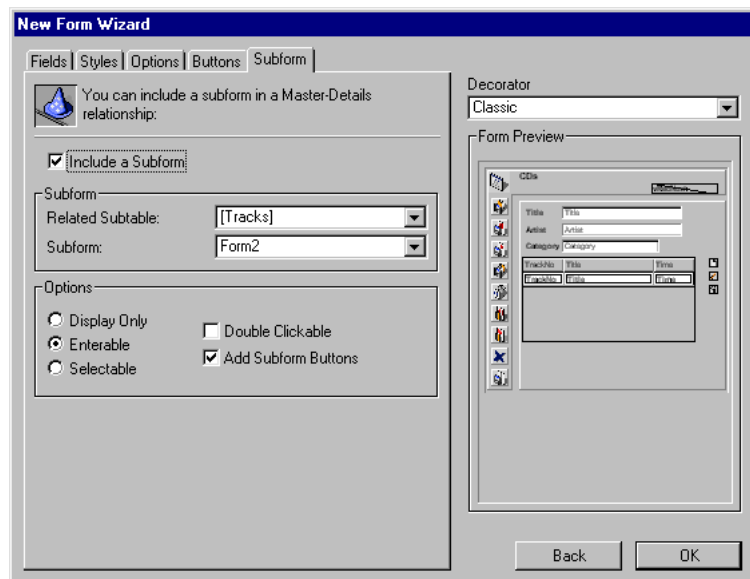 New Form Wizard
Fields Styles Options Buttons Subform
You can include a subform in a Master-Details
relationship:
Include a Subform
Subform
Related Subtable: [Tracks]
Subform: Form2
Options
Display Only
Enterable
Selectable
Double Clickable
Add Subform Buttons
Decorator
Classic
Form Preview
CDs
Title Title
Artist Artist
Category Category
TrackNo Title Time
TrackNo Title Time
Back OK